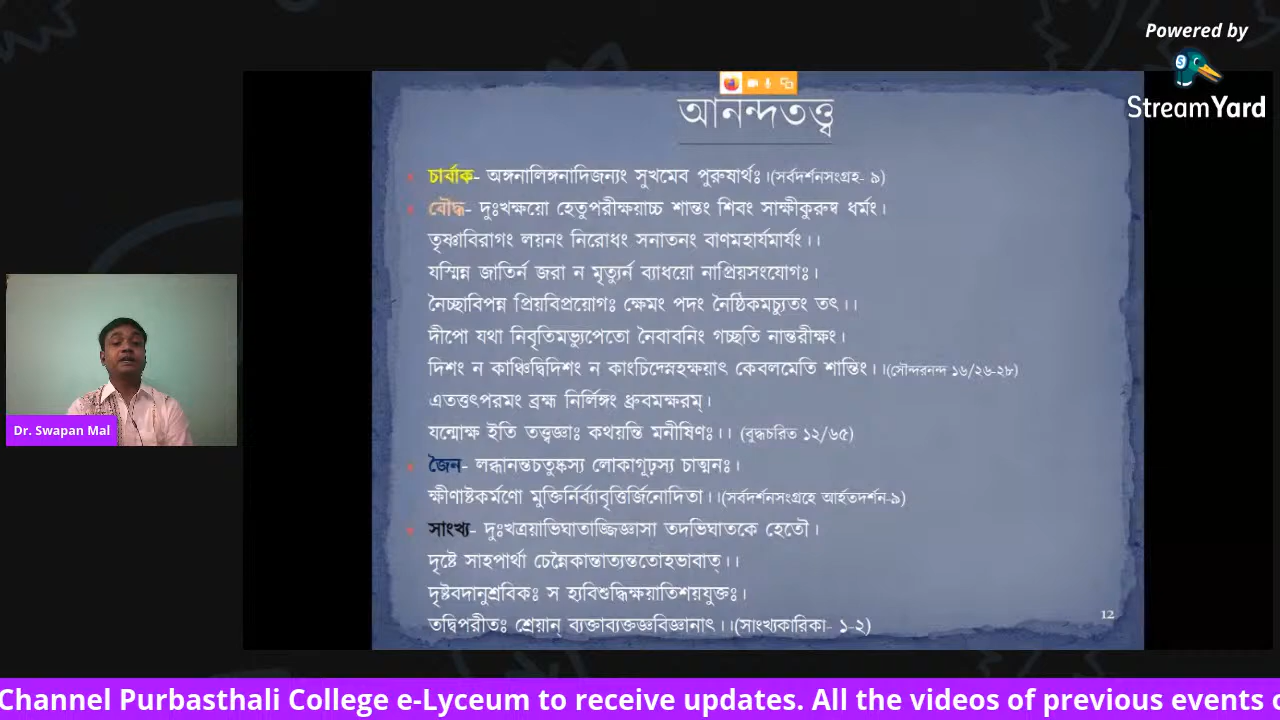 Powered by
StreamYard
আনন্দতত্ত্ব
চার্বাক- অঙ্গনালিঙ্গনাদিজন্যং সুখমেব পুরুষার্থঃ।(সর্বদর্শনসংগ্রহ- ৯)
বৌদ্ধ- দুঃখক্ষয়ো হেতুপরীক্ষয়াচ্চ শান্তং শিবং সাক্ষীকুরুষ্ব ধর্মং।
তৃষ্ণাবিরাগং লয়নং নিরোধং সনাতনং বাণমহার্যমার্যং।।
যস্মিন্ন জাতির্ন জরা ন মৃত্যুর্ন ব্যাধয়ো নাপ্রিয়সংযোগঃ।
নৈচ্ছাবিপন্ন প্রিয়বিপ্রয়োগঃ ক্ষেমং পদং নৈষ্ঠিকমচ্যুতং তৎ।।
দীপো যথা নিবৃতিমভ্যুপেতো নৈবাবনিং গচ্ছতি নান্তরীক্ষং।
দিশং ন কাঞ্চিদ্বিদিশং ন কাংচিদেস্নহক্ষয়াৎ কেবলমেতি শান্তিং।।(সৌন্দরনন্দ ১৬/২৬-২৮)
এতত্তৎপরমং ব্রহ্ম নির্লিঙ্গং ধ্রুবমক্ষরম্।
যন্মোক্ষ ইতি তত্ত্বজ্ঞাঃ কথয়ন্তি মনীষিণঃ।। (বুদ্ধচরিত ১২/৬৫)
জৈন- লব্ধানন্তচতুষ্কস্য লোকাগূঢ়স্য চাত্মনঃ।
ক্ষীণাষ্টকর্মণো মুক্তির্নির্ব্যাবৃত্তির্জিনোদিতা।।(সর্বদর্শনসংগ্রহে আর্হতদর্শন-৯)
সাংখ্য- দুঃখত্রয়াভিঘাতাজ্জিজ্ঞাসা তদভিঘাতকে হেতৌ।
দৃষ্টে সাহপার্থা চেন্নৈকান্তাত্যন্ততোহভাবাত্।।
দৃষ্টবদানুশ্রবিকঃ স হ্যবিশুদ্ধিক্ষয়াতিশয়যুক্তঃ।
তদ্বিপরীতঃ শ্রেয়ান্ ব্যক্তাব্যক্তজ্ঞবিজ্ঞানাৎ।।(সাংখ্যকারিকা- ১-২)
12
Dr. Swapan Mal
Channel Purbasthali College e-Lyceum to receive updates. All the videos of previous events